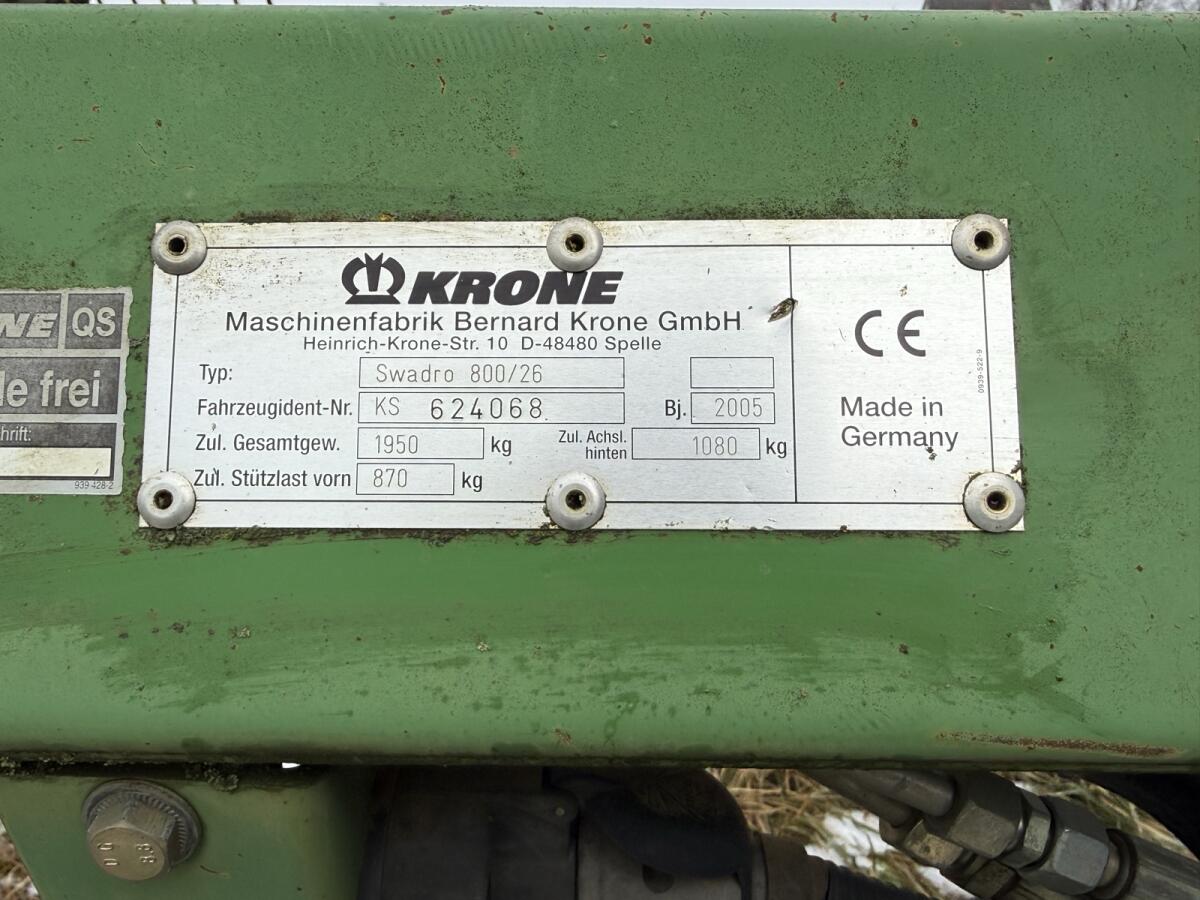 KRONE
Maschinenfabrik Bernard Krone GmbH
Heinrich-Krone-Str. 10 D-48480 Spelle
Typ: Swadro 800/26
Fahrzeugident-Nr. KS 624068 Bj. 2005
Zul. Gesamtgew. 1950 kg Zul. Achsl. hinten 1080 kg
Zul. Stützlast vorn 870 kg
CE
Made in
Germany
0939-522-9
NE QS
le frei
hrift:
939 428-2
8.8